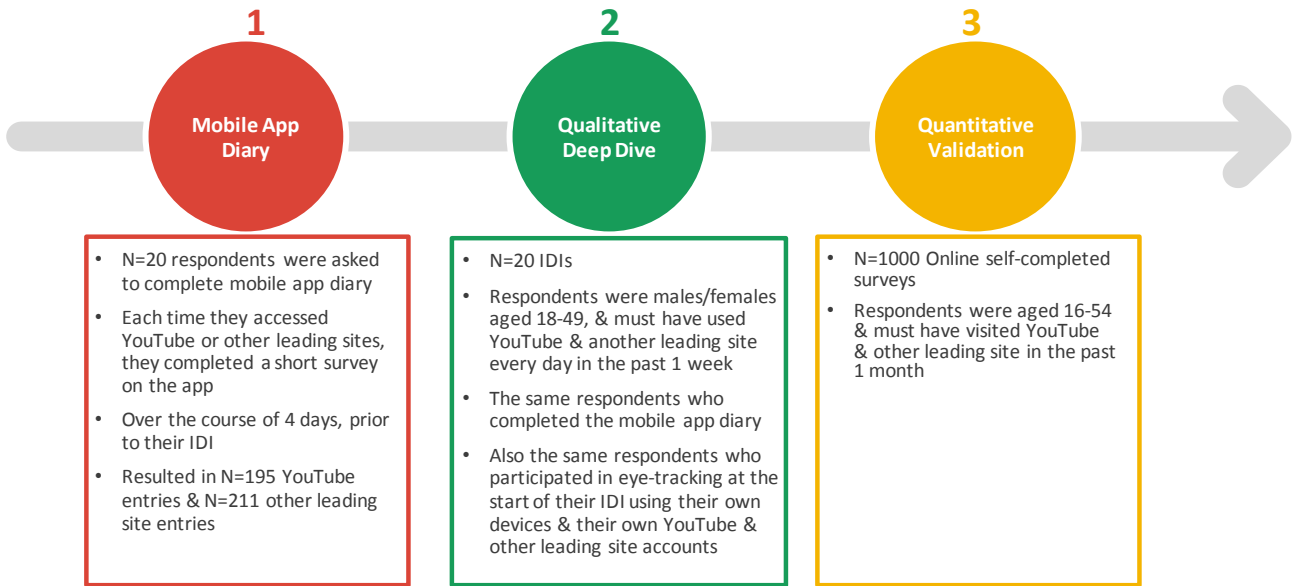 1
Mobile App
Diary
• N=20 respondents were asked
to complete mobile app diary
• Each time they accessed
YouTube or other leading sites,
they completed a short survey
on the app
• Over the course of 4 days, prior
to their IDI
• Resulted in N=195 YouTube
entries & N=211 other leading
site entries
2
Qualitative
Deep Dive
• N=20 IDIs
• Respondents were males/females
aged 18-49, & must have used
YouTube & another leading site
every day in the past 1 week
• The same respondents who
completed the mobile app diary
• Also the same respondents who
participated in eye-tracking at the
start of their IDI using their own
devices & their own YouTube &
other leading site accounts
3
Quantitative
Validation
• N=1000 Online self-completed
surveys
• Respondents were aged 16-54
& must have visited YouTube
& other leading site in the past
1 month